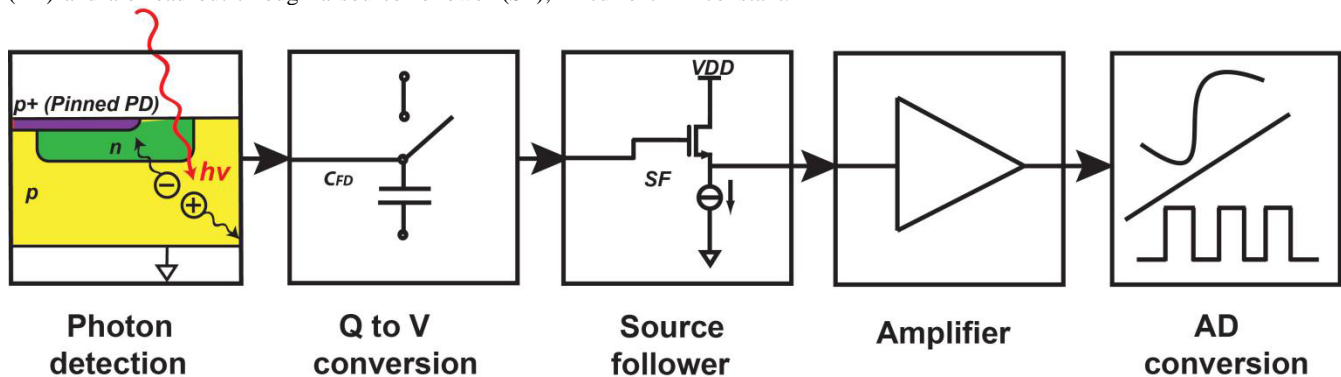 p+ (Pinned PD)
n
hv
p
CFD
VDD
SF
Photon
detection
Q to V
conversion
Source
follower
Amplifier
AD
conversion